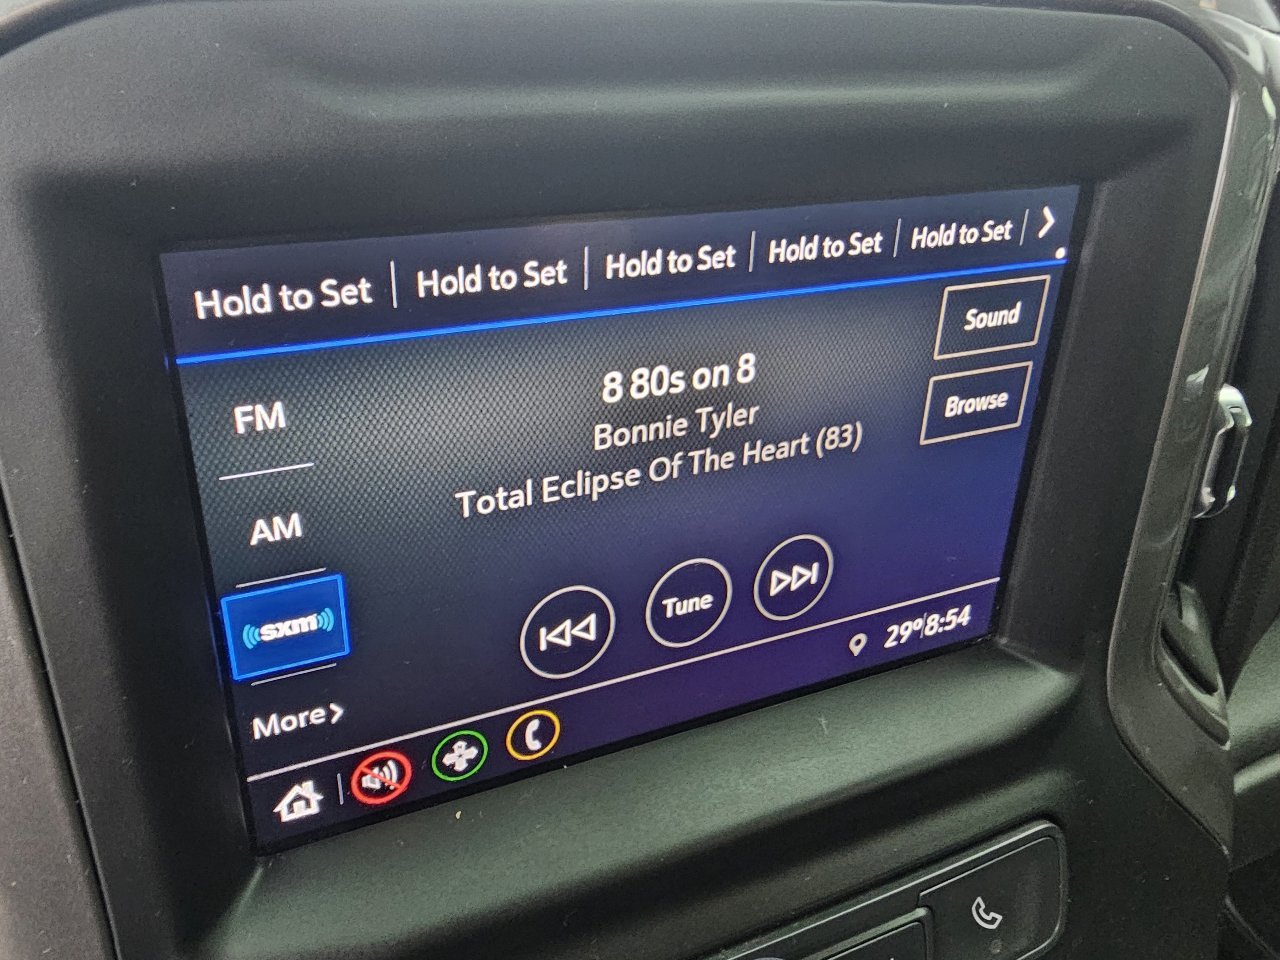 Hold to Set Hold to Set Hold to Set Hold to Set Hold to Set
Sound
8 80s on 8
FM
Browse
Bonnie Tyler
Total Eclipse Of The Heart (83)
AM
Tune
sxm
29° 8:54
More